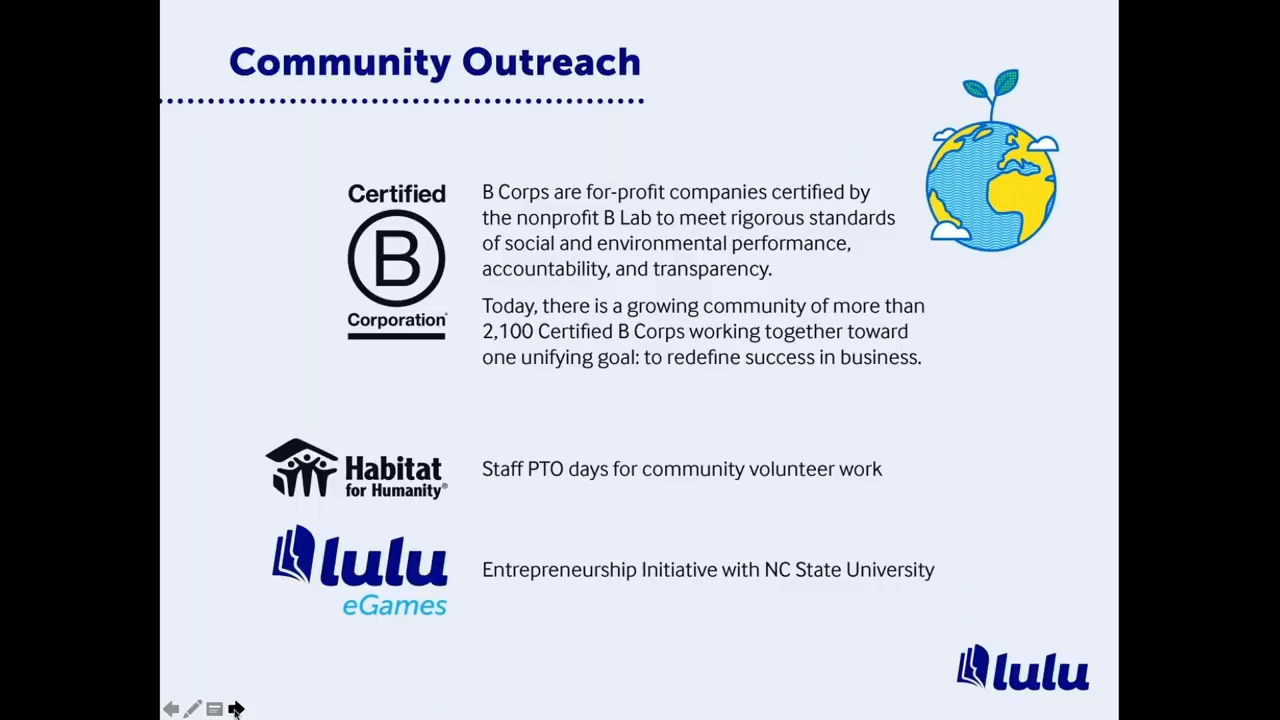 Community Outreach
Certified
B
Corporation
B Corps are for-profit companies certified by
the nonprofit B Lab to meet rigorous standards
of social and environmental performance,
accountability, and transparency.
Today, there is a growing community of more than
2,100 Certified B Corps working together toward
one unifying goal: to redefine success in business.
Habitat
for Humanity®
Staff PTO days for community volunteer work
lulu
eGames
Entrepreneurship Initiative with NC State University
lulu